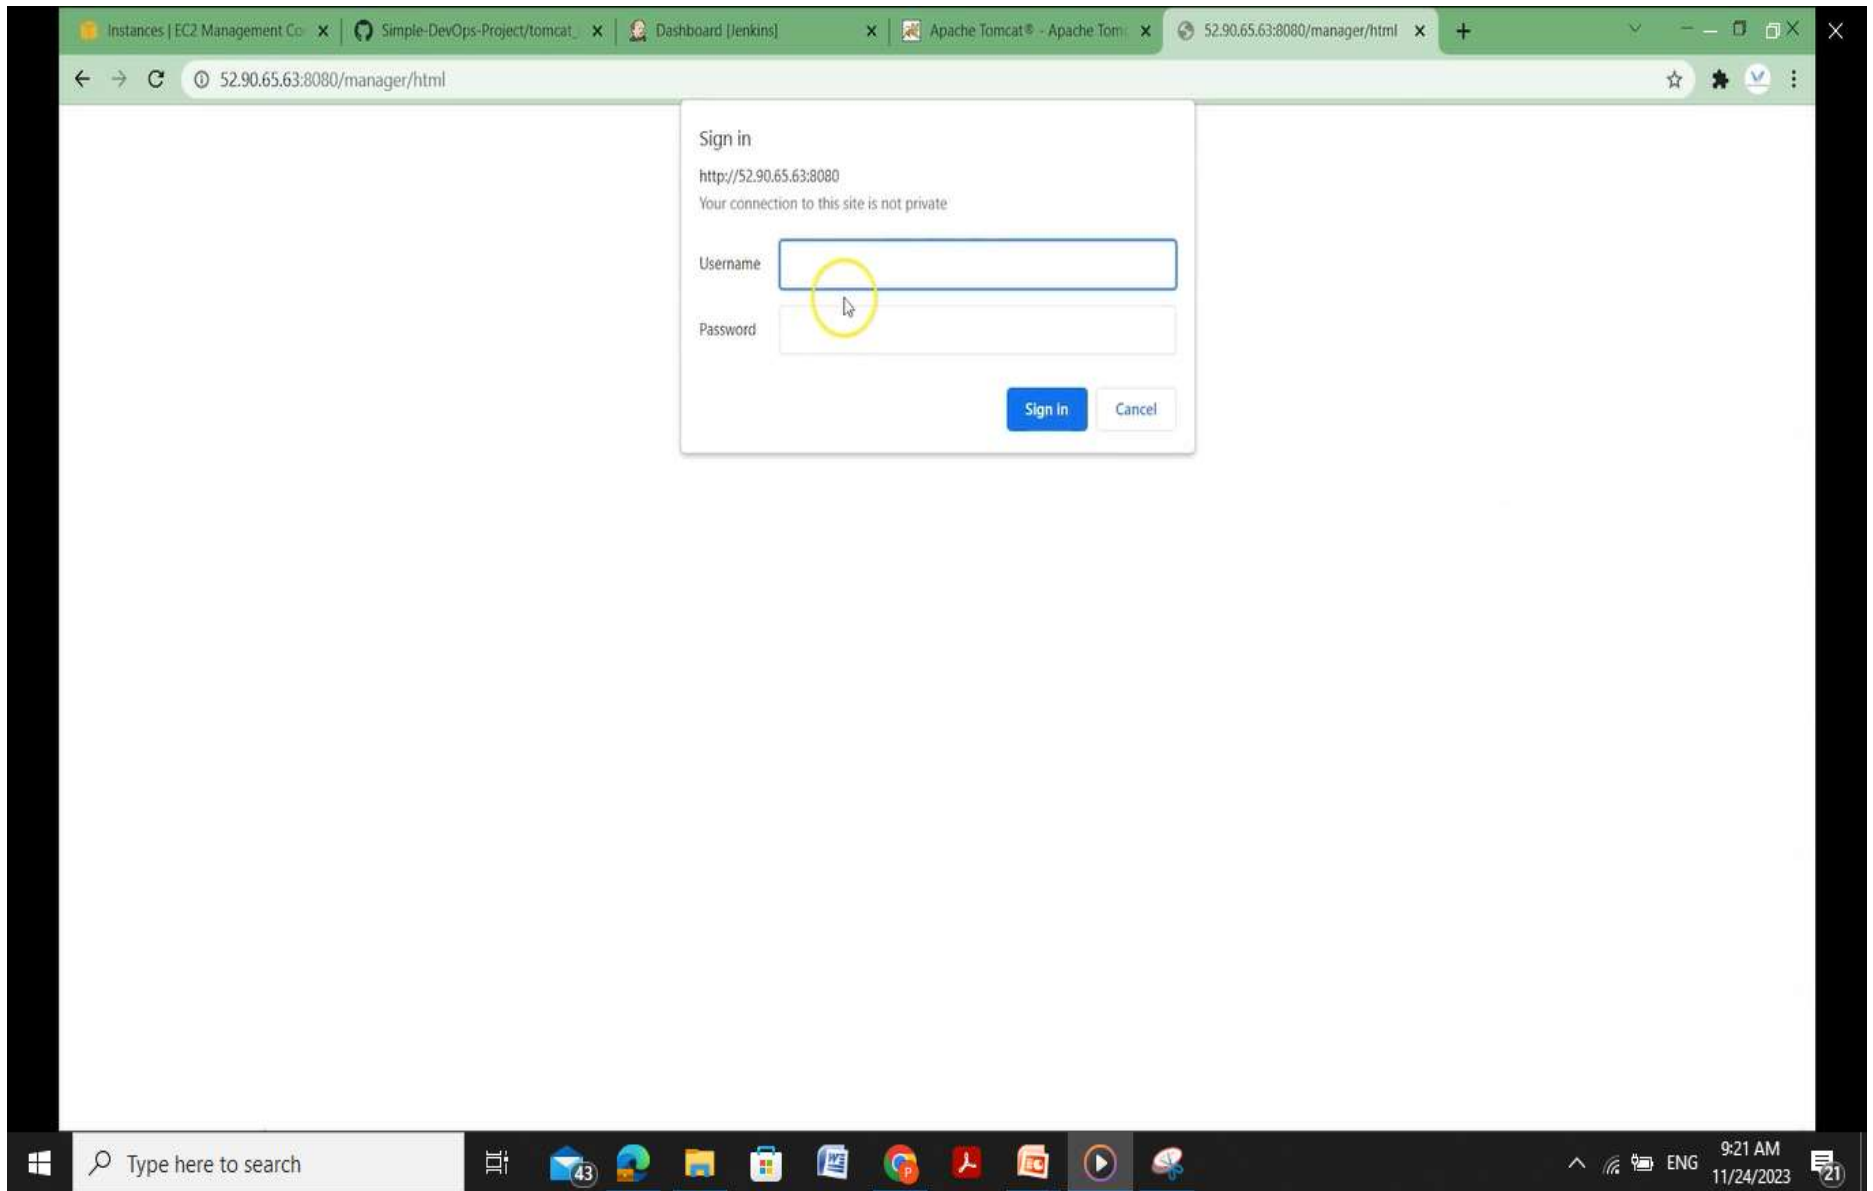 Instances | EC2 Management Co
Simple-DevOps-Project/tomcat_
Dashboard [Jenkins]
Apache Tomcat® - Apache Tom
52.90.65.63:8080/manager/html
52.90.65.63:8080/manager/html
Sign in
http://52.90.65.63:8080
Your connection to this site is not private
Username
Password
Sign in
Cancel
Type here to search
43
ENG
9:21 AM
11/24/2023
21